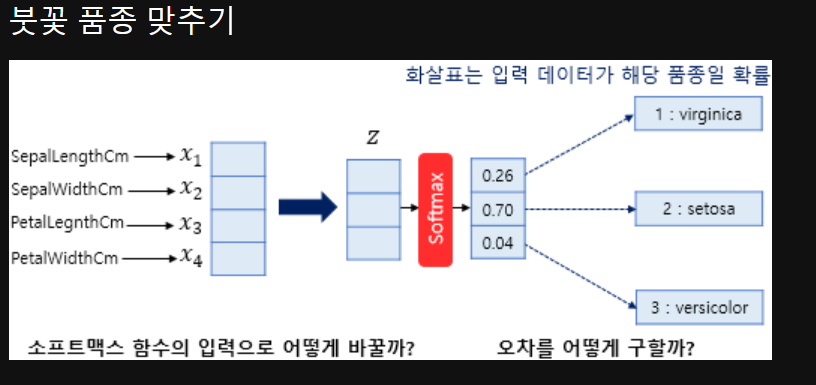 붓꽃 품종 맞추기
화살표는 입력 데이터가 해당 품종일 확률
1 : virginica
z
SepalLengthCm x1
0.26
SepalWidthCm x2
Softmax
0.70
2 : setosa
PetalLegnthCm x3
0.04
PetalWidthCm x4
3 : versicolor
소프트맥스 함수의 입력으로 어떻게 바꿀까?
오차를 어떻게 구할까?